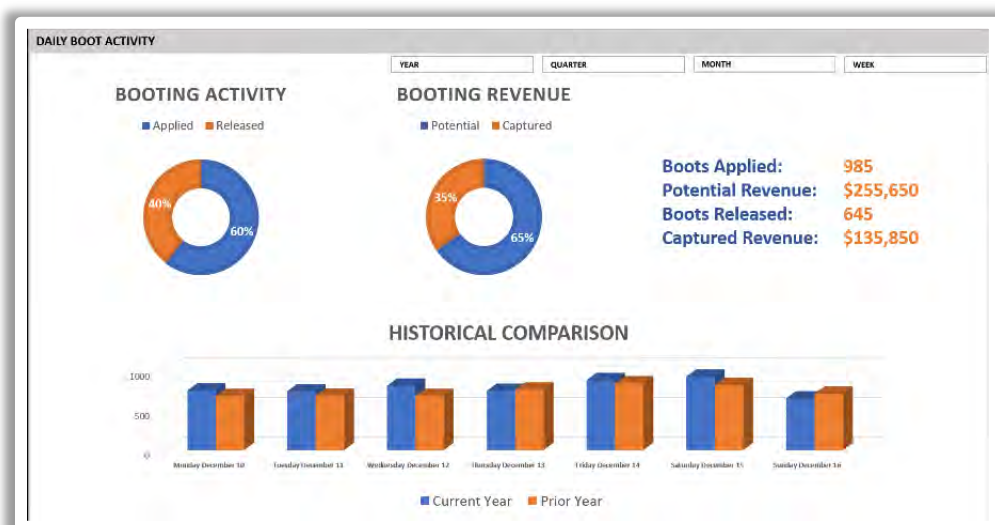 DAILY BOOT ACTIVITY
YEAR QUARTER MONTH WEEK
BOOTING ACTIVITY
Applied Released
40%
60%
BOOTING REVENUE
Potential Captured
35%
65%
Boots Applied: 985
Potential Revenue: $255,650
Boots Released: 645
Captured Revenue: $135,850
HISTORICAL COMPARISON
1000
500
0
Monday December 10 Tuesday December 11 Wednesday December 12 Thursday December 13 Friday December 14 Saturday December 15 Sunday December 16
Current Year Prior Year